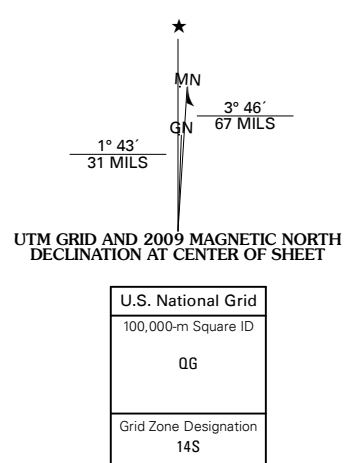 ★
MN
3° 46´
67 MILS
GN
1° 43´
31 MILS
UTM GRID AND 2009 MAGNETIC NORTH
DECLINATION AT CENTER OF SHEET
U.S. National Grid
100,000-m Square ID
QG
Grid Zone Designation
14S